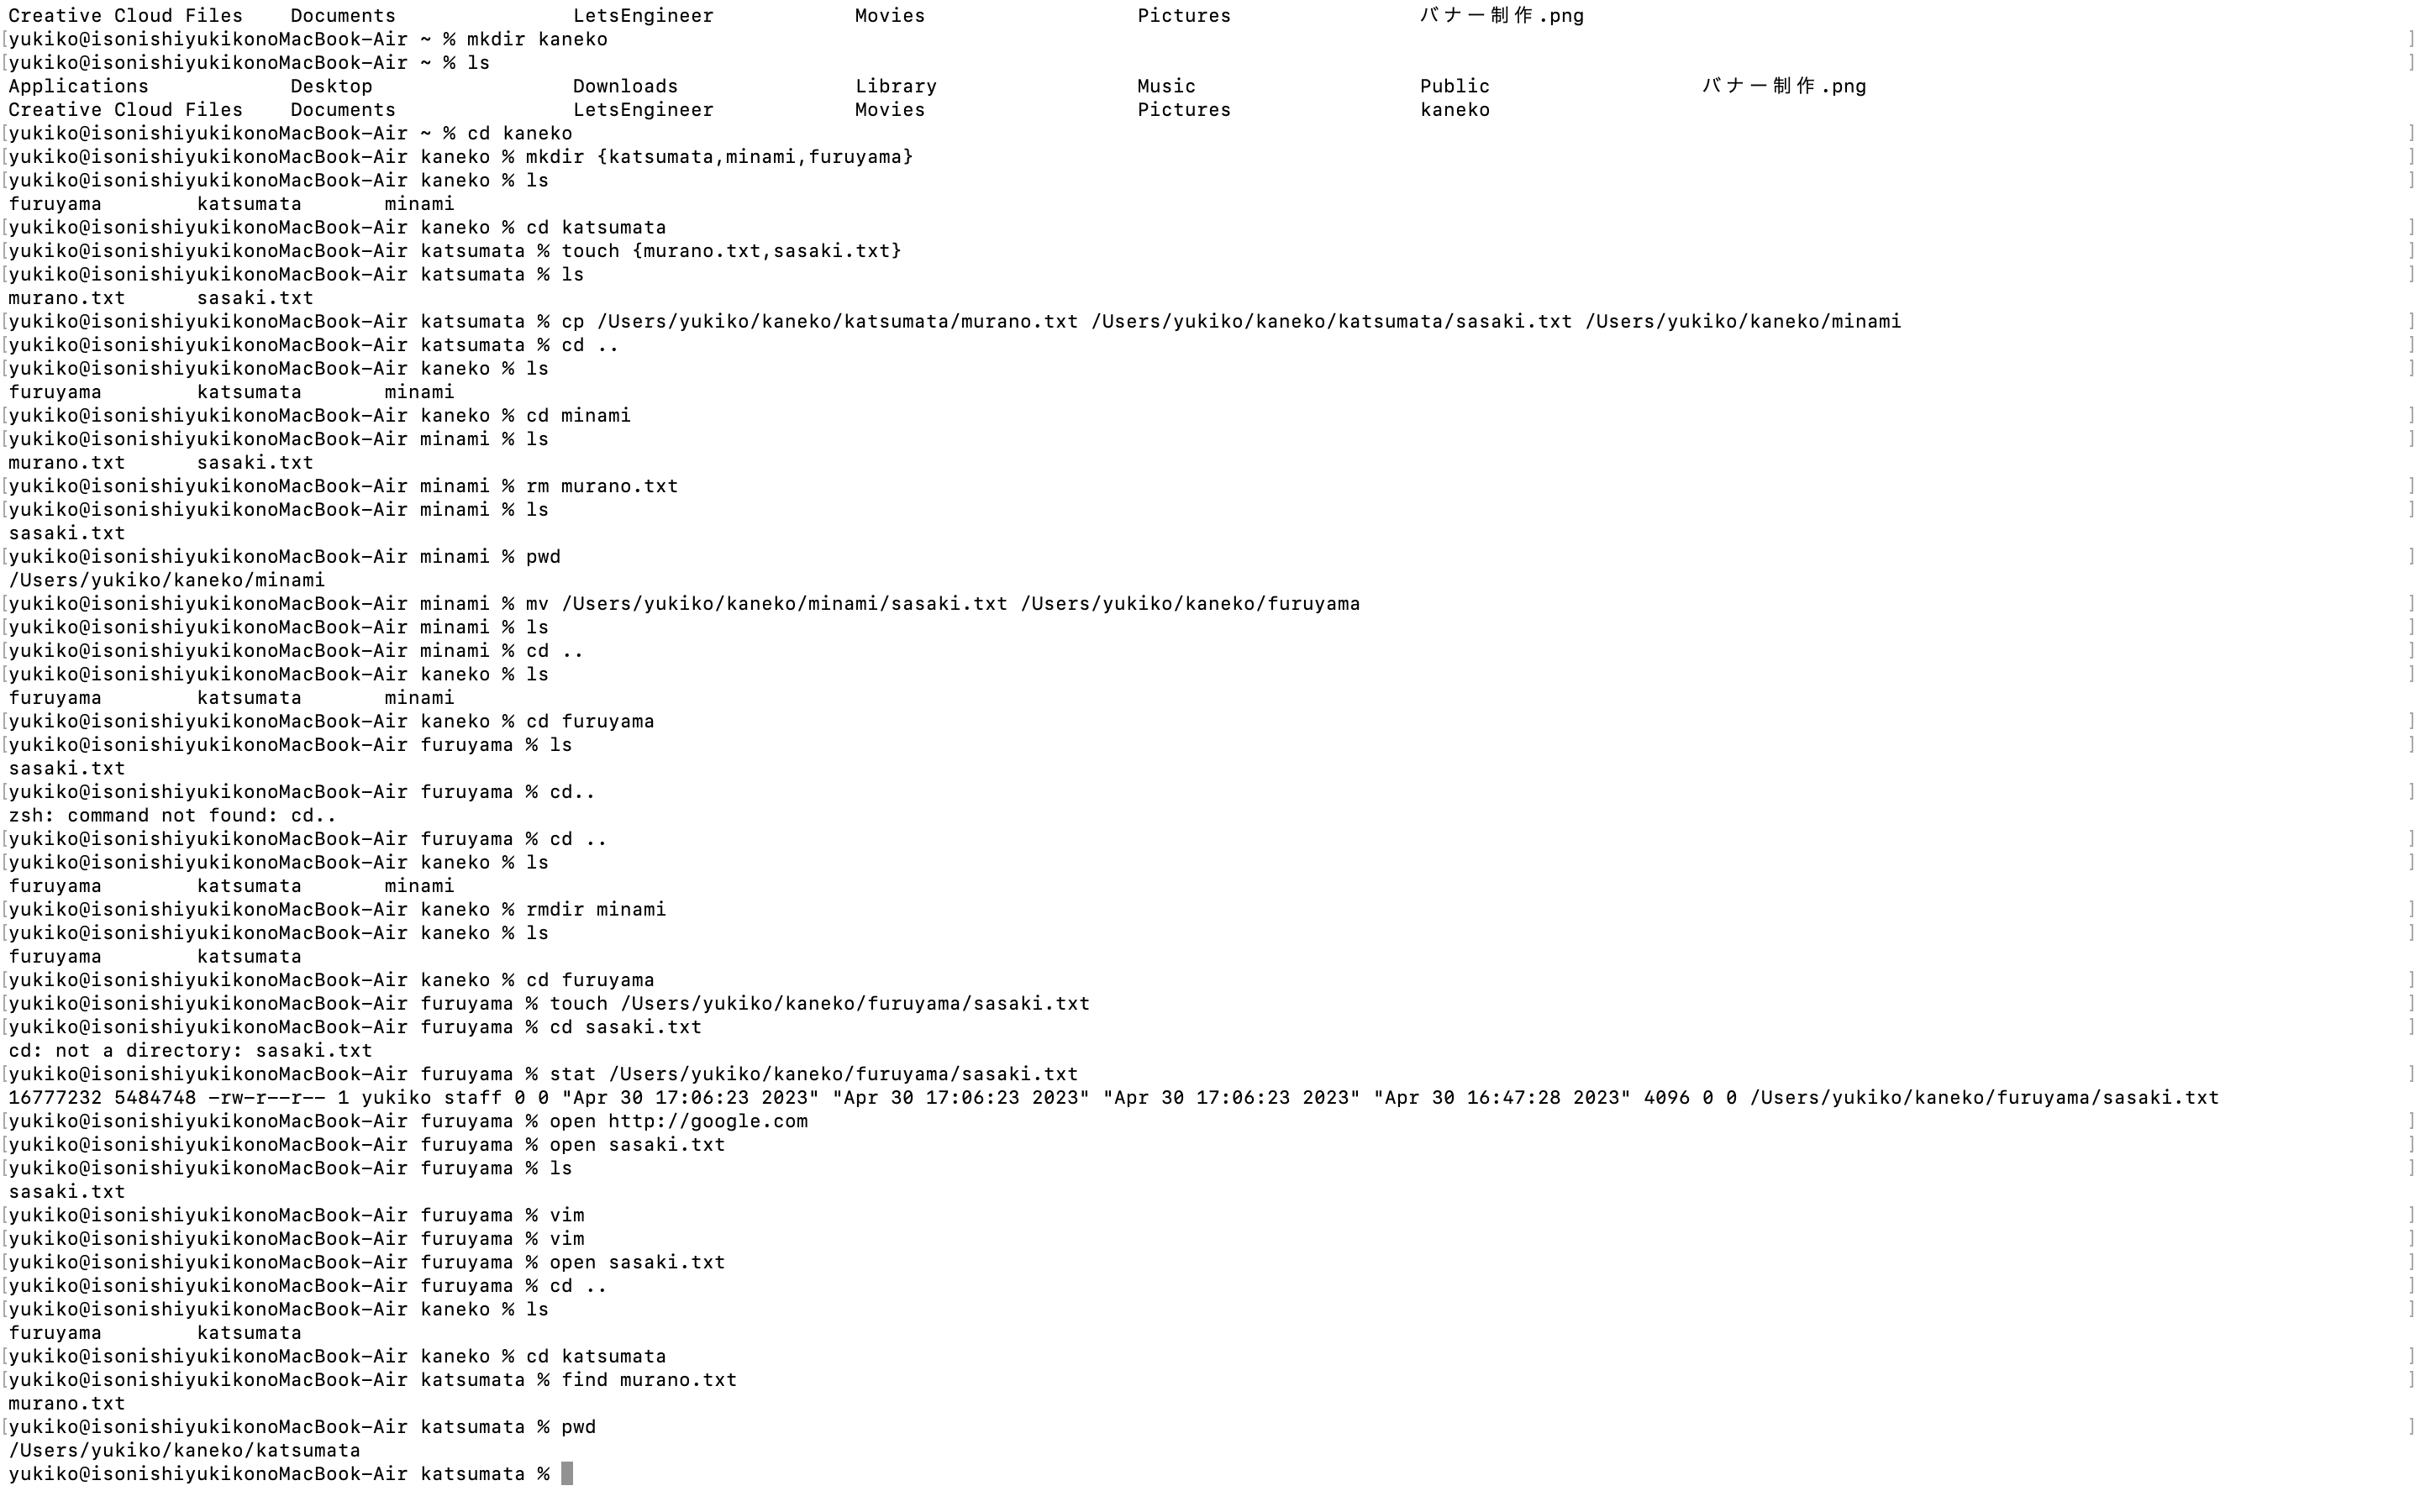 Creative Cloud Files    Documents               LetsEngineer            Movies                  Pictures                バナー制作.png
[yukiko@isonishiyukikonoMacBook-Air ~ % mkdir kaneko ]
[yukiko@isonishiyukikonoMacBook-Air ~ % ls ]
Applications            Desktop                 Downloads               Library                 Music                   Public                  バナー制作.png
Creative Cloud Files    Documents               LetsEngineer            Movies                  Pictures                kaneko
[yukiko@isonishiyukikonoMacBook-Air ~ % cd kaneko ]
[yukiko@isonishiyukikonoMacBook-Air kaneko % mkdir {katsumata,minami,furuyama} ]
[yukiko@isonishiyukikonoMacBook-Air kaneko % ls ]
furuyama        katsumata       minami
[yukiko@isonishiyukikonoMacBook-Air kaneko % cd katsumata ]
[yukiko@isonishiyukikonoMacBook-Air katsumata % touch {murano.txt,sasaki.txt} ]
[yukiko@isonishiyukikonoMacBook-Air katsumata % ls ]
murano.txt      sasaki.txt
[yukiko@isonishiyukikonoMacBook-Air katsumata % cp /Users/yukiko/kaneko/katsumata/murano.txt /Users/yukiko/kaneko/katsumata/sasaki.txt /Users/yukiko/kaneko/minami ]
[yukiko@isonishiyukikonoMacBook-Air katsumata % cd .. ]
[yukiko@isonishiyukikonoMacBook-Air kaneko % ls ]
furuyama        katsumata       minami
[yukiko@isonishiyukikonoMacBook-Air kaneko % cd minami ]
[yukiko@isonishiyukikonoMacBook-Air minami % ls ]
murano.txt      sasaki.txt
[yukiko@isonishiyukikonoMacBook-Air minami % rm murano.txt ]
[yukiko@isonishiyukikonoMacBook-Air minami % ls ]
sasaki.txt
[yukiko@isonishiyukikonoMacBook-Air minami % pwd ]
/Users/yukiko/kaneko/minami
[yukiko@isonishiyukikonoMacBook-Air minami % mv /Users/yukiko/kaneko/minami/sasaki.txt /Users/yukiko/kaneko/furuyama ]
[yukiko@isonishiyukikonoMacBook-Air minami % ls ]
[yukiko@isonishiyukikonoMacBook-Air minami % cd .. ]
[yukiko@isonishiyukikonoMacBook-Air kaneko % ls ]
furuyama        katsumata       minami
[yukiko@isonishiyukikonoMacBook-Air kaneko % cd furuyama ]
[yukiko@isonishiyukikonoMacBook-Air furuyama % ls ]
sasaki.txt
[yukiko@isonishiyukikonoMacBook-Air furuyama % cd.. ]
zsh: command not found: cd..
[yukiko@isonishiyukikonoMacBook-Air furuyama % cd .. ]
[yukiko@isonishiyukikonoMacBook-Air kaneko % ls ]
furuyama        katsumata       minami
[yukiko@isonishiyukikonoMacBook-Air kaneko % rmdir minami ]
[yukiko@isonishiyukikonoMacBook-Air kaneko % ls ]
furuyama        katsumata
[yukiko@isonishiyukikonoMacBook-Air kaneko % cd furuyama ]
[yukiko@isonishiyukikonoMacBook-Air furuyama % touch /Users/yukiko/kaneko/furuyama/sasaki.txt ]
[yukiko@isonishiyukikonoMacBook-Air furuyama % cd sasaki.txt ]
cd: not a directory: sasaki.txt
[yukiko@isonishiyukikonoMacBook-Air furuyama % stat /Users/yukiko/kaneko/furuyama/sasaki.txt ]
16777232 5484748 -rw-r--r-- 1 yukiko staff 0 0 "Apr 30 17:06:23 2023" "Apr 30 17:06:23 2023" "Apr 30 17:06:23 2023" "Apr 30 16:47:28 2023" 4096 0 0 /Users/yukiko/kaneko/furuyama/sasaki.txt
[yukiko@isonishiyukikonoMacBook-Air furuyama % open http://google.com ]
[yukiko@isonishiyukikonoMacBook-Air furuyama % open sasaki.txt ]
[yukiko@isonishiyukikonoMacBook-Air furuyama % ls ]
sasaki.txt
[yukiko@isonishiyukikonoMacBook-Air furuyama % vim ]
[yukiko@isonishiyukikonoMacBook-Air furuyama % vim ]
[yukiko@isonishiyukikonoMacBook-Air furuyama % open sasaki.txt ]
[yukiko@isonishiyukikonoMacBook-Air furuyama % cd .. ]
[yukiko@isonishiyukikonoMacBook-Air kaneko % ls ]
furuyama        katsumata
[yukiko@isonishiyukikonoMacBook-Air kaneko % cd katsumata ]
[yukiko@isonishiyukikonoMacBook-Air katsumata % find murano.txt ]
murano.txt
[yukiko@isonishiyukikonoMacBook-Air katsumata % pwd ]
/Users/yukiko/kaneko/katsumata
yukiko@isonishiyukikonoMacBook-Air katsumata %